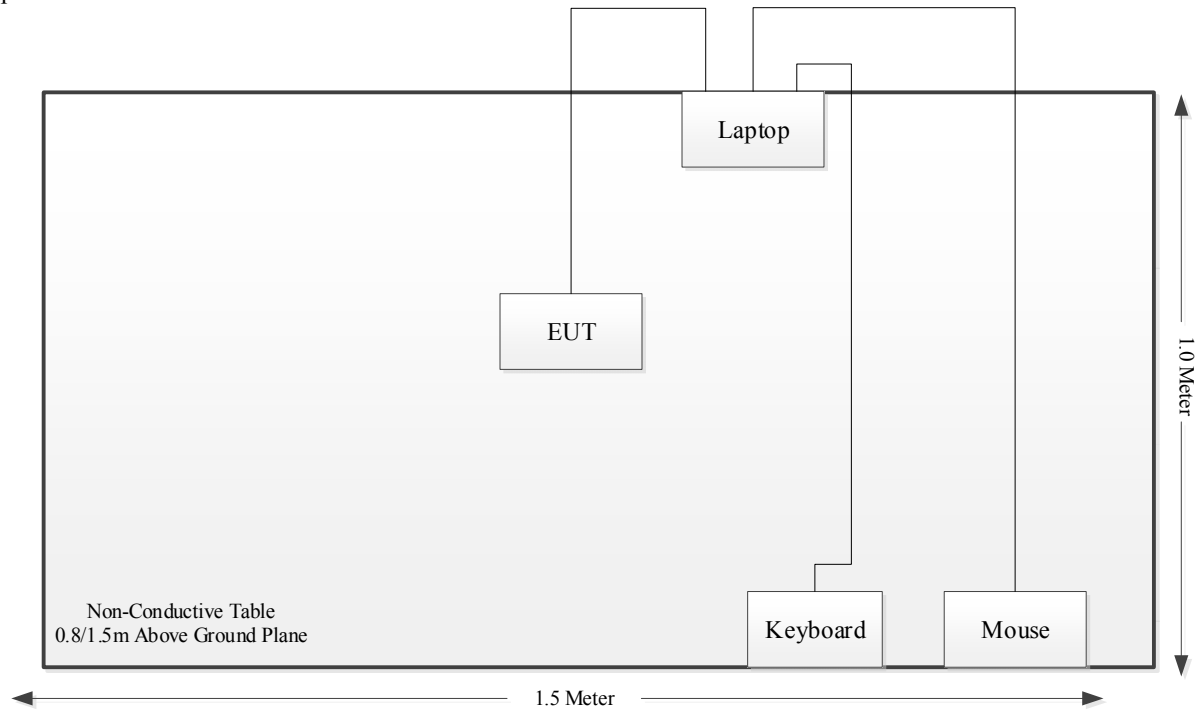 Laptop
EUT
1.0 Meter
Non-Conductive Table
0.8/1.5m Above Ground Plane
Keyboard
Mouse
1.5 Meter